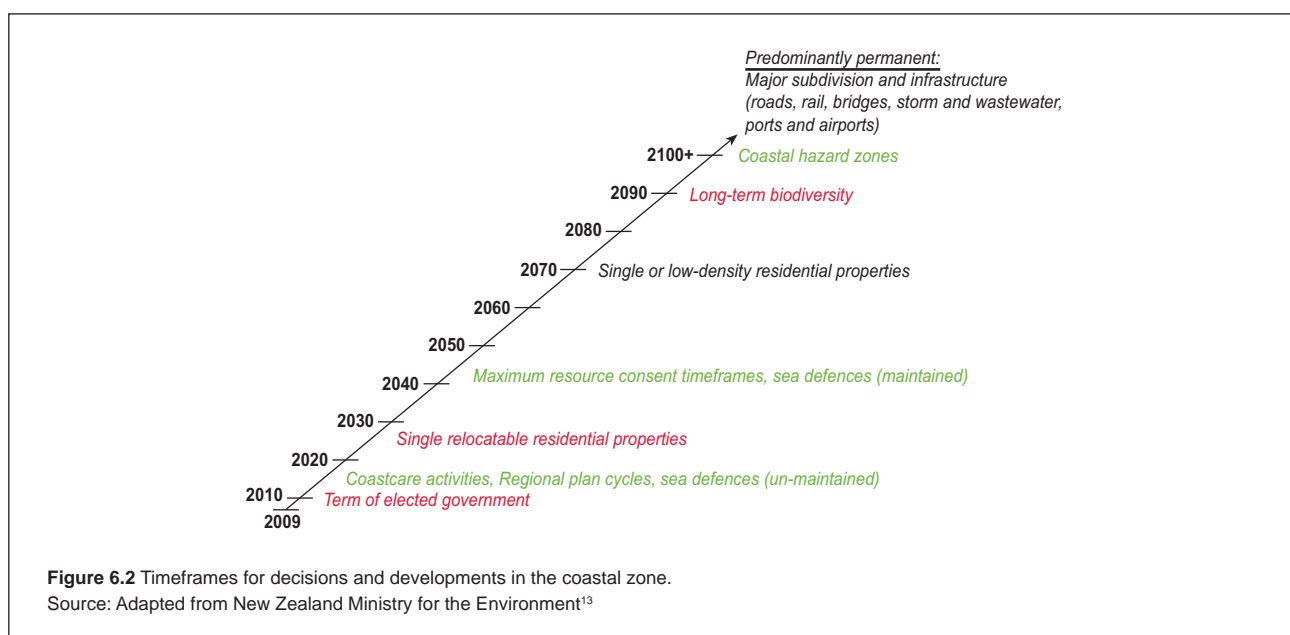 Predominantly permanent:
Major subdivision and infrastructure
(roads, rail, bridges, storm and wastewater,
ports and airports)
2100+ Coastal hazard zones
2090 Long-term biodiversity
2080
2070 Single or low-density residential properties
2060
2050
Maximum resource consent timeframes, sea defences (maintained)
2040
2030
Single relocatable residential properties
2020
Coastcare activities, Regional plan cycles, sea defences (un-maintained)
2010 Term of elected government
2009
Figure 6.2 Timeframes for decisions and developments in the coastal zone.
Source: Adapted from New Zealand Ministry for the Environment¹³